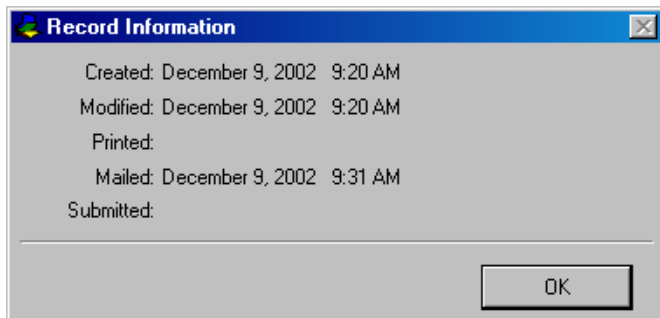 Record Information
Created: December 9, 2002 9:20 AM
Modified: December 9, 2002 9:20 AM
Printed:
Mailed: December 9, 2002 9:31 AM
Submitted:
OK